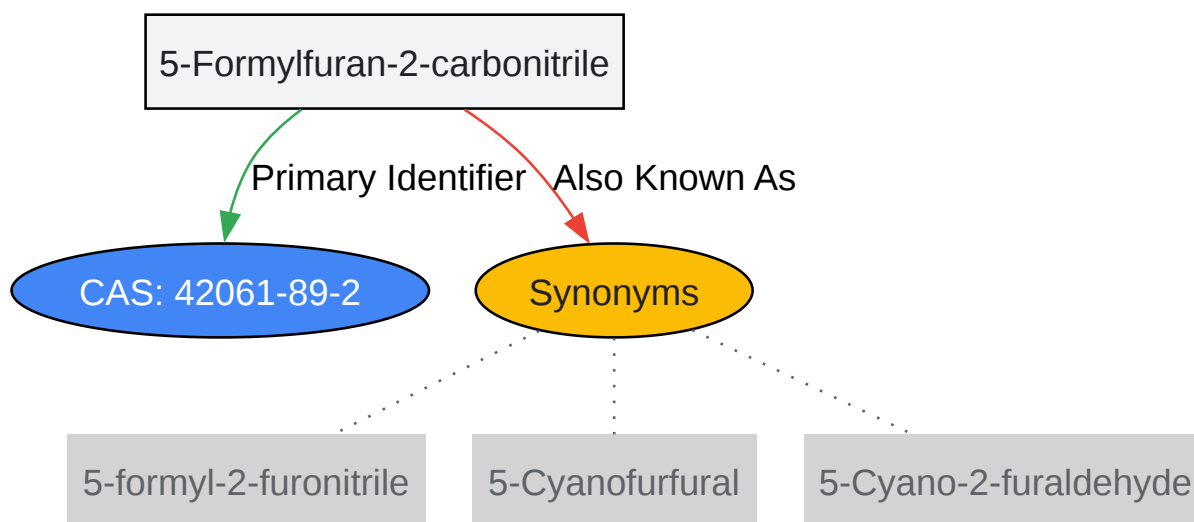 5-Formylfuran-2-carbonitrile
Primary Identifier
Also Known As
CAS: 42061-89-2
Synonyms
5-formyl-2-furonitrile
5-Cyanofurfural
5-Cyano-2-furaldehyde